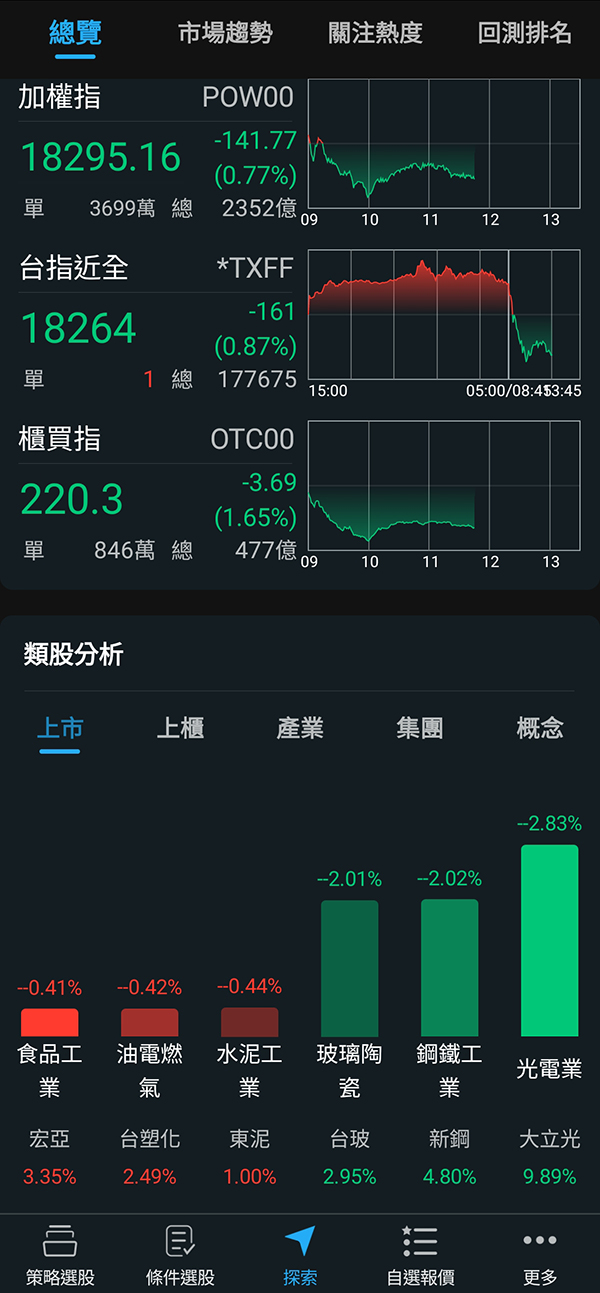 總覽 市場趨勢 關注熱度 回測排名
加權指 POW00
18295.16 -141.77
(0.77%)
單 3699萬 總 2352億
09 10 11 12 13
台指近全 *TXFF
18264 -161
(0.87%)
單 1 總 177675
15:00 05:00/08:45 13:45
櫃買指 OTC00
220.3 -3.69
(1.65%)
單 846萬 總 477億
09 10 11 12 13
類股分析
上市 上櫃 產業 集團 概念
--0.41% --0.42% --0.44% --2.01% --2.02% --2.83%
食品工業 油電燃氣 水泥工業 玻璃陶瓷 鋼鐵工業 光電業
宏亞 台塑化 東泥 台玻 新鋼 大立光
3.35% 2.49% 1.00% 2.95% 4.80% 9.89%
策略選股 條件選股 探索 自選報價 更多